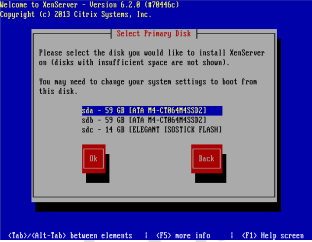 Welcome to XenServer - Version 6.2.0 (#70446c)
Copyright (c) 2013 Citrix Systems, Inc.
Select Primary Disk
Please select the disk you would like to install XenServer
on (disks with insufficient space are not shown).
You may need to change your system settings to boot from
this disk.
sda - 59 GB [ATA M4-CT064M4SSD2]
sdb - 59 GB [ATA M4-CT064M4SSD2]
sdc - 14 GB [ELEGANT ISOSTICK FLASH]
Ok Back
<Tab>/<Alt-Tab> between elements | <F5> more info | <F1> Help screen